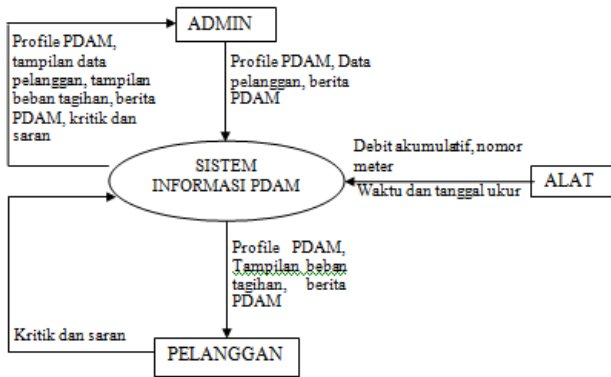 ADMIN
Profile PDAM,
tampilan data
pelanggan, tampilan
beban tagihan, berita
PDAM, kritik dan
saran
Profile PDAM, Data
pelanggan, berita
PDAM
SISTEM
INFORMASI PDAM
Debit akumulatif, nomor
meter
Waktu dan tanggal ukur
ALAT
Profile PDAM,
Tampilan beban
tagihan, berita
PDAM
Kritik dan saran
PELANGGAN